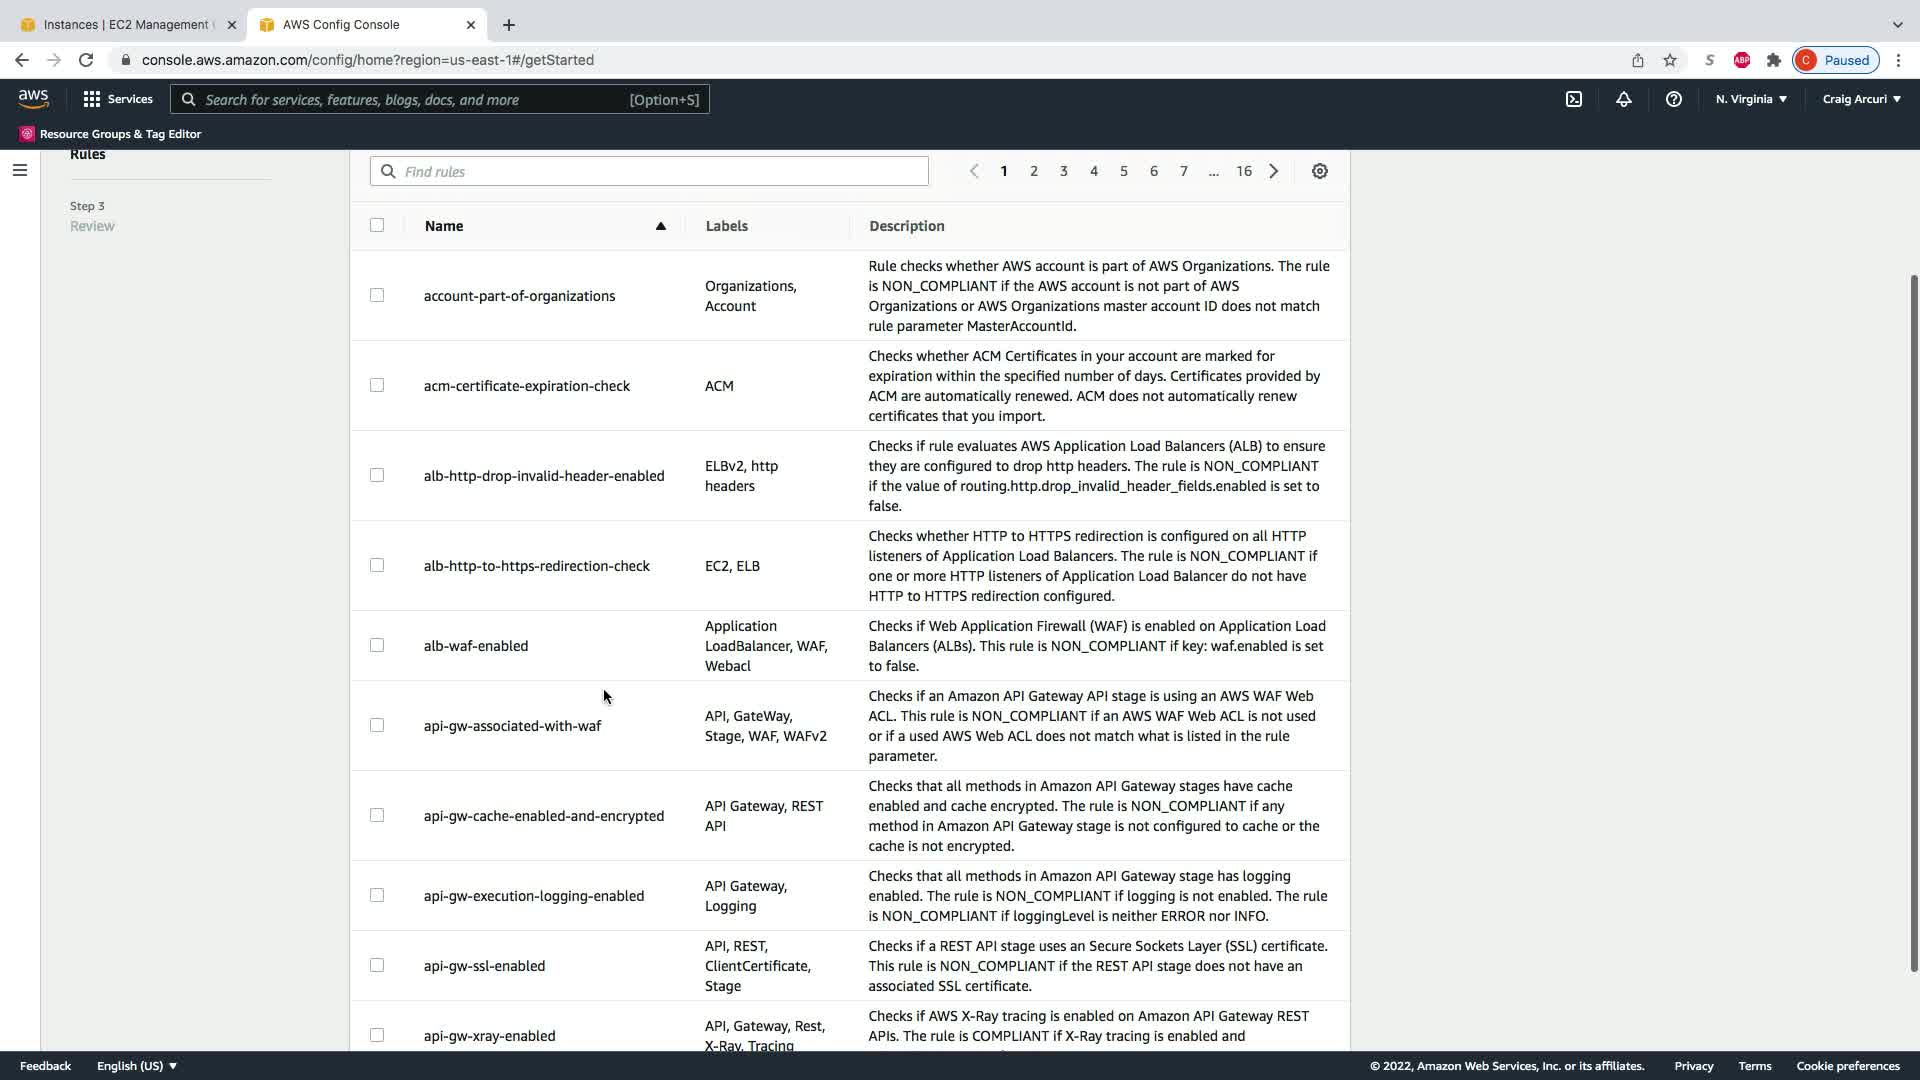 Instances | EC2 Management
AWS Config Console
console.aws.amazon.com/config/home?region=us-east-1#/getStarted
S
ABP
C Paused
aws
Services
Search for services, features, blogs, docs, and more
[Option+S]
N. Virginia
Craig Arcuri
Resource Groups & Tag Editor
Rules
Step 3
Review
Find rules
1 2 3 4 5 6 7 ... 16
Name
Labels
Description
account-part-of-organizations
Organizations,
Account
Rule checks whether AWS account is part of AWS Organizations. The rule
is NON_COMPLIANT if the AWS account is not part of AWS
Organizations or AWS Organizations master account ID does not match
rule parameter MasterAccountId.
acm-certificate-expiration-check
ACM
Checks whether ACM Certificates in your account are marked for
expiration within the specified number of days. Certificates provided by
ACM are automatically renewed. ACM does not automatically renew
certificates that you import.
alb-http-drop-invalid-header-enabled
ELBv2, http
headers
Checks if rule evaluates AWS Application Load Balancers (ALB) to ensure
they are configured to drop http headers. The rule is NON_COMPLIANT
if the value of routing.http.drop_invalid_header_fields.enabled is set to
false.
alb-http-to-https-redirection-check
EC2, ELB
Checks whether HTTP to HTTPS redirection is configured on all HTTP
listeners of Application Load Balancers. The rule is NON_COMPLIANT if
one or more HTTP listeners of Application Load Balancer do not have
HTTP to HTTPS redirection configured.
alb-waf-enabled
Application
LoadBalancer, WAF,
Webacl
Checks if Web Application Firewall (WAF) is enabled on Application Load
Balancers (ALBs). This rule is NON_COMPLIANT if key: waf.enabled is set
to false.
api-gw-associated-with-waf
API, GateWay,
Stage, WAF, WAFv2
Checks if an Amazon API Gateway API stage is using an AWS WAF Web
ACL. This rule is NON_COMPLIANT if an AWS WAF Web ACL is not used
or if a used AWS Web ACL does not match what is listed in the rule
parameter.
api-gw-cache-enabled-and-encrypted
API Gateway, REST
API
Checks that all methods in Amazon API Gateway stages have cache
enabled and cache encrypted. The rule is NON_COMPLIANT if any
method in Amazon API Gateway stage is not configured to cache or the
cache is not encrypted.
api-gw-execution-logging-enabled
API Gateway,
Logging
Checks that all methods in Amazon API Gateway stage has logging
enabled. The rule is NON_COMPLIANT if logging is not enabled. The rule
is NON_COMPLIANT if loggingLevel is neither ERROR nor INFO.
api-gw-ssl-enabled
API, REST,
ClientCertificate,
Stage
Checks if a REST API stage uses an Secure Sockets Layer (SSL) certificate.
This rule is NON_COMPLIANT if the REST API stage does not have an
associated SSL certificate.
api-gw-xray-enabled
API, Gateway, Rest,
X-Ray, Tracing
Checks if AWS X-Ray tracing is enabled on Amazon API Gateway REST
APIs. The rule is COMPLIANT if X-Ray tracing is enabled and
Feedback
English (US)
© 2022, Amazon Web Services, Inc. or its affiliates.
Privacy
Terms
Cookie preferences